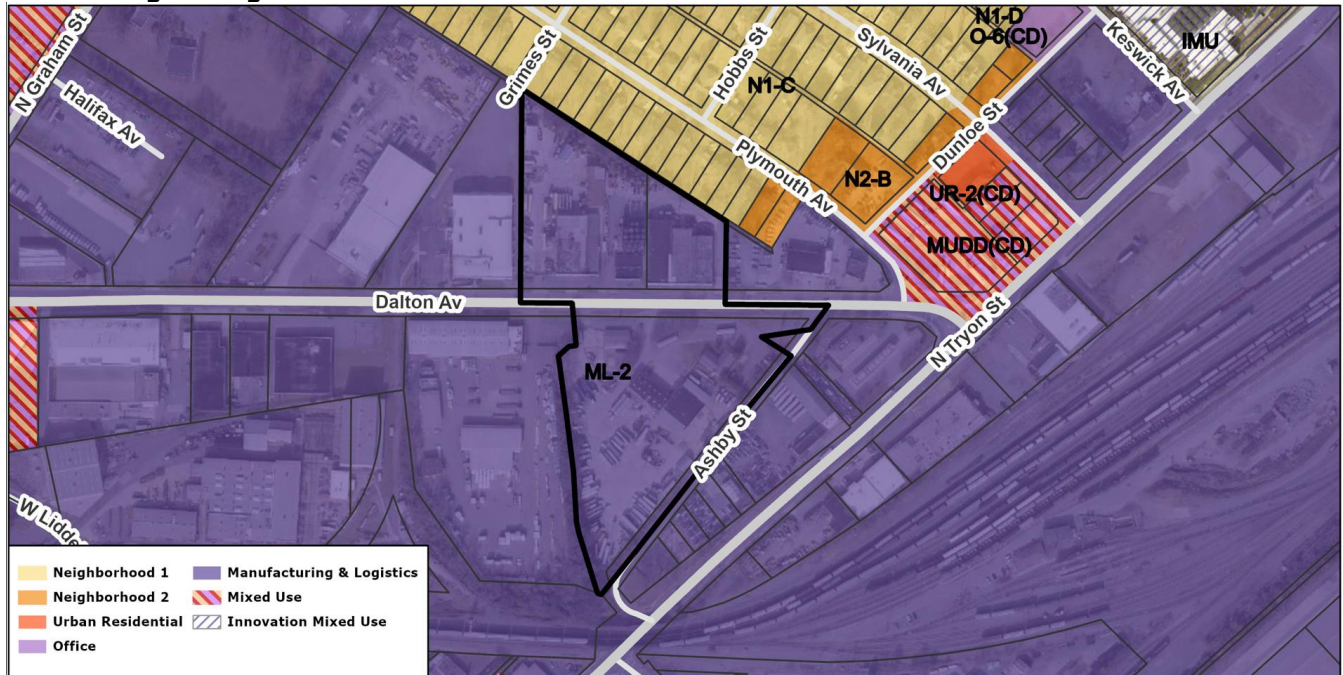 N Graham St
Halifax Av
Grimes St
Hobbs St
N1-C
Sylvania Av
N1-D
O-6(CD)
Keswick Av
IMU
Dunloe St
Plymouth Av
N2-B
UR-2(CD)
MUDD(CD)
Dalton Av
N Tryon St
ML-2
Ashby St
W Lidde
Neighborhood 1
Neighborhood 2
Urban Residential
Office
Manufacturing & Logistics
Mixed Use
Innovation Mixed Use